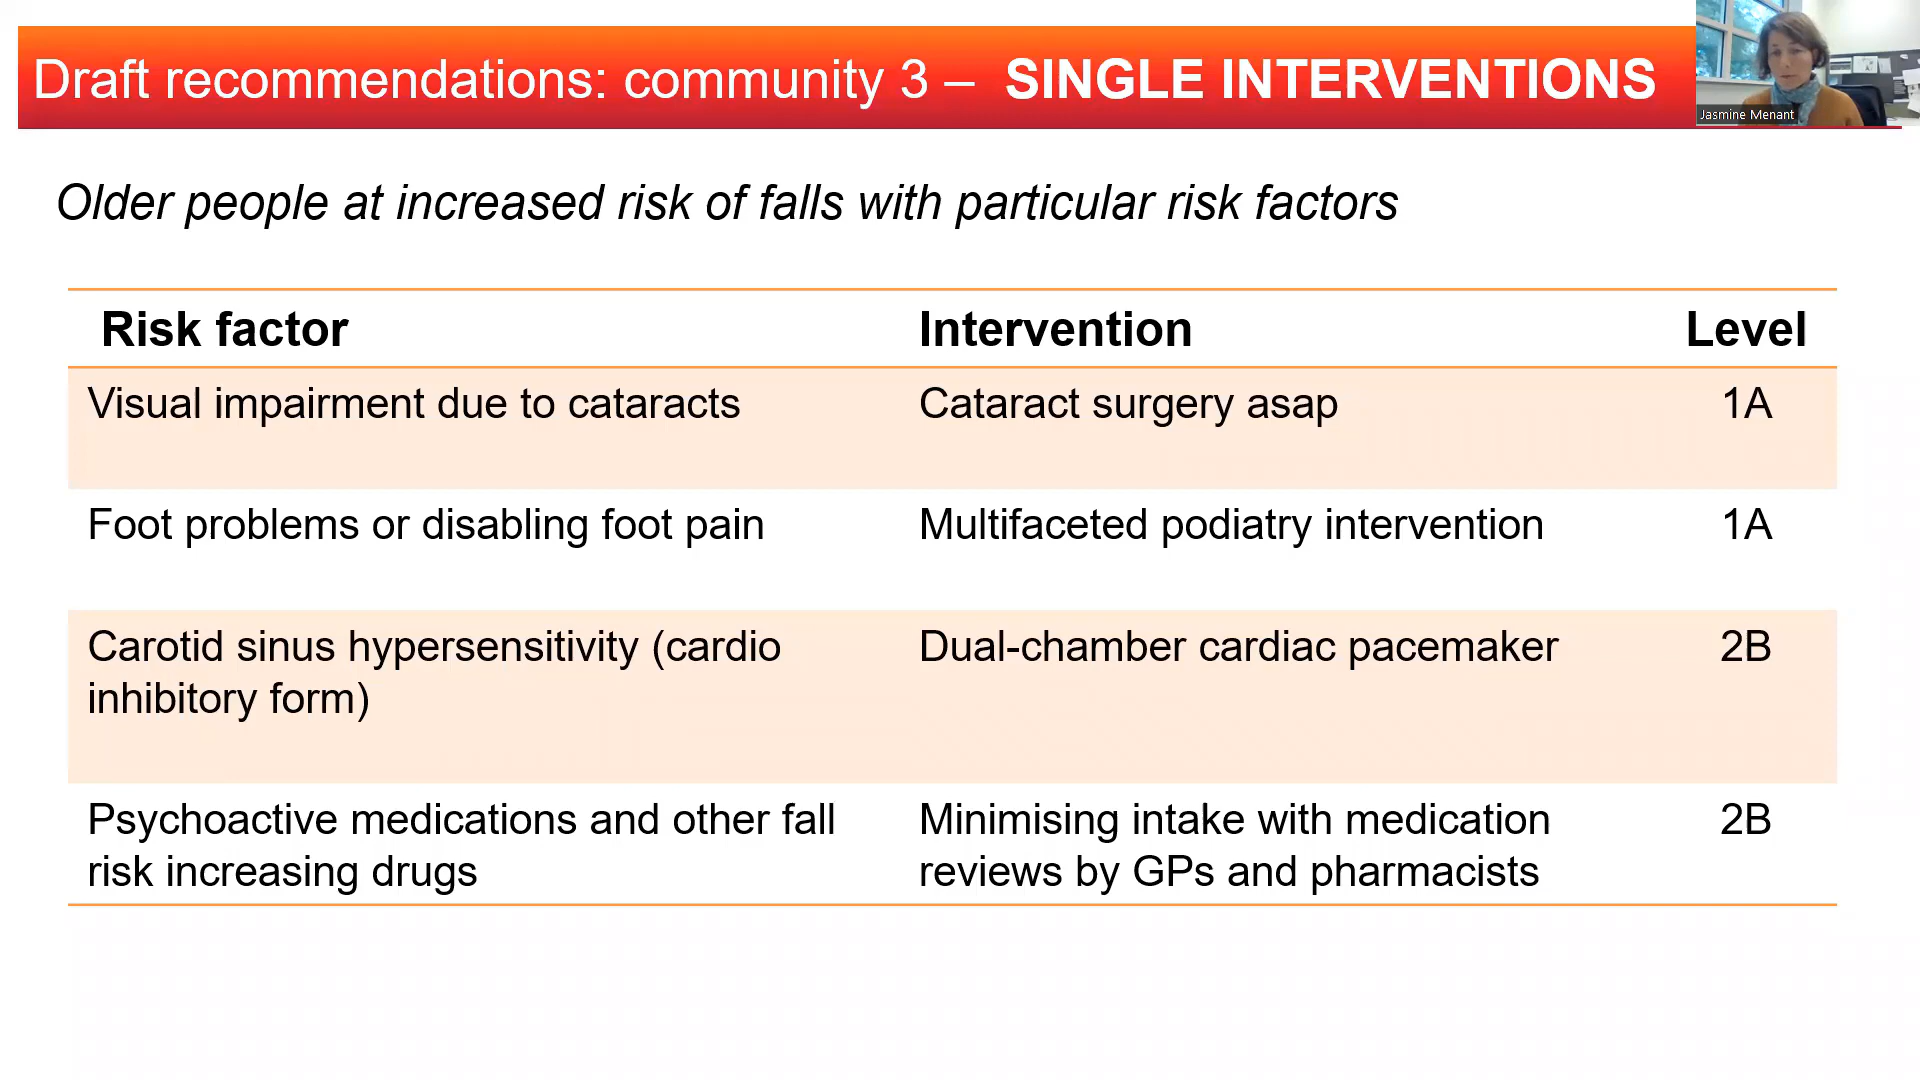 Draft recommendations: community 3 – SINGLE INTERVENTIONS
Jasmine Menant
Older people at increased risk of falls with particular risk factors
Risk factor Intervention Level
Visual impairment due to cataracts Cataract surgery asap 1A
Foot problems or disabling foot pain Multifaceted podiatry intervention 1A
Carotid sinus hypersensitivity (cardio Dual-chamber cardiac pacemaker 2B
inhibitory form)
Psychoactive medications and other fall Minimising intake with medication 2B
risk increasing drugs reviews by GPs and pharmacists